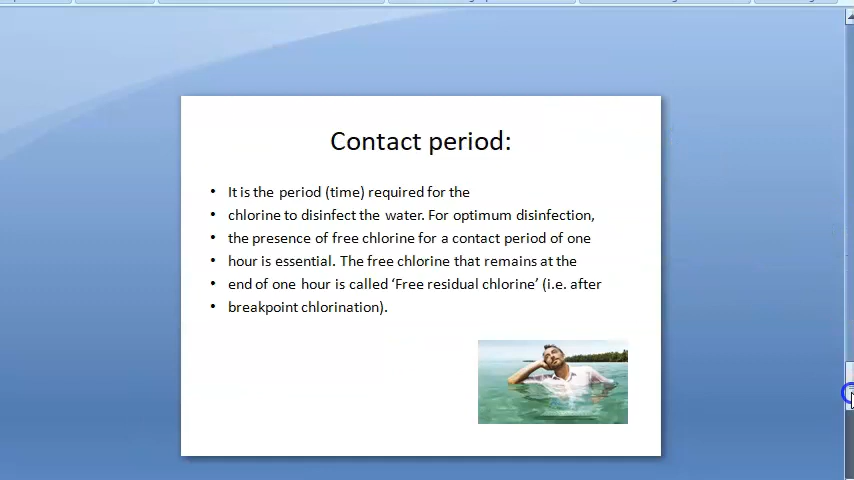 Contact period:
• It is the period (time) required for the
• chlorine to disinfect the water. For optimum disinfection,
• the presence of free chlorine for a contact period of one
• hour is essential. The free chlorine that remains at the
• end of one hour is called ‘Free residual chlorine’ (i.e. after
• breakpoint chlorination).